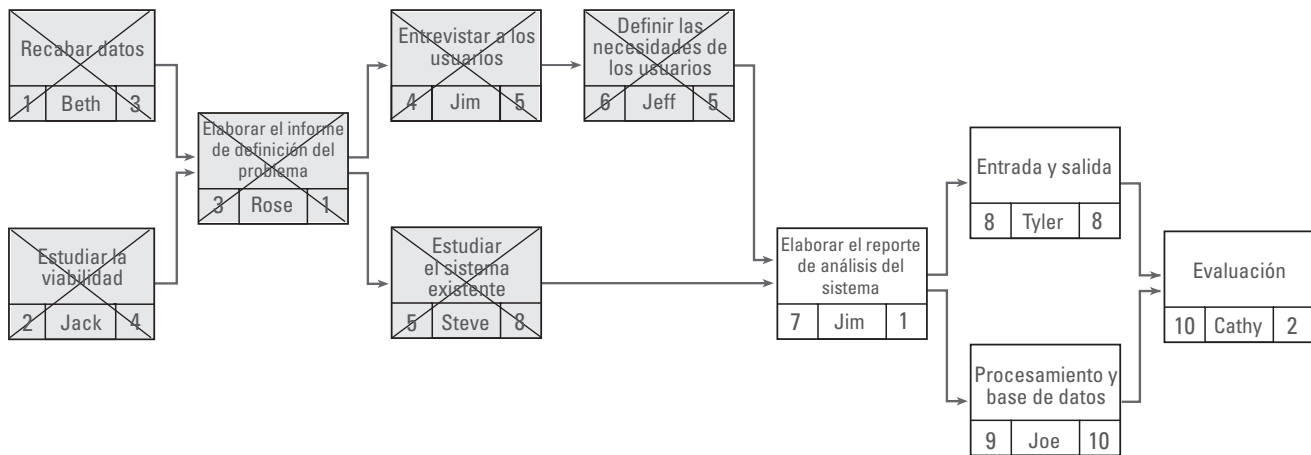 Recabar datos
1 Beth 3
Estudiar la
viabilidad
2 Jack 4
Elaborar el informe
de definición del
problema
3 Rose 1
Entrevistar a los
usuarios
4 Jim 5
Estudiar
el sistema
existente
5 Steve 8
Definir las
necesidades de
los usuarios
6 Jeff 5
Elaborar el reporte
de análisis del
sistema
7 Jim 1
Entrada y salida
8 Tyler 8
Procesamiento y
base de datos
9 Joe 10
Evaluación
10 Cathy 2